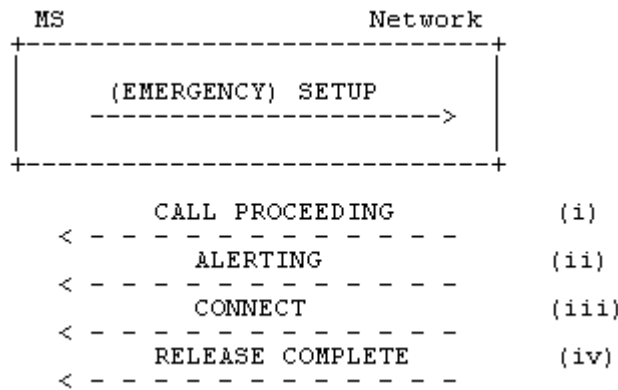 MS Network
(EMERGENCY) SETUP
CALL PROCEEDING (i)
ALERTING (ii)
CONNECT (iii)
RELEASE COMPLETE (iv)